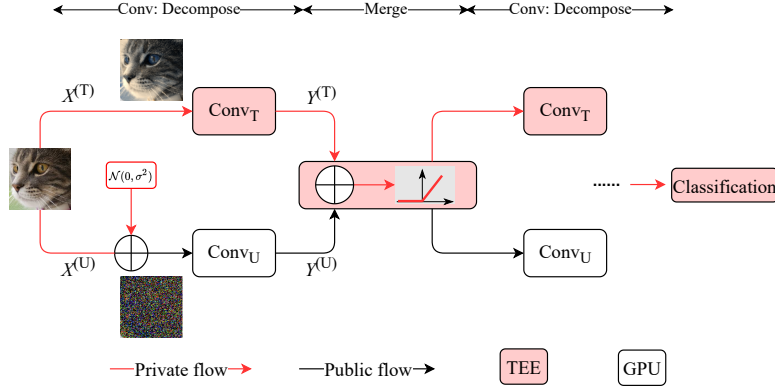 Conv: Decompose Merge Conv: Decompose
X(T) Conv_T Y(T) Conv_T
𝒩(0, σ²)
...... Classification
X(U) Conv_U Y(U) Conv_U
Private flow Public flow TEE GPU